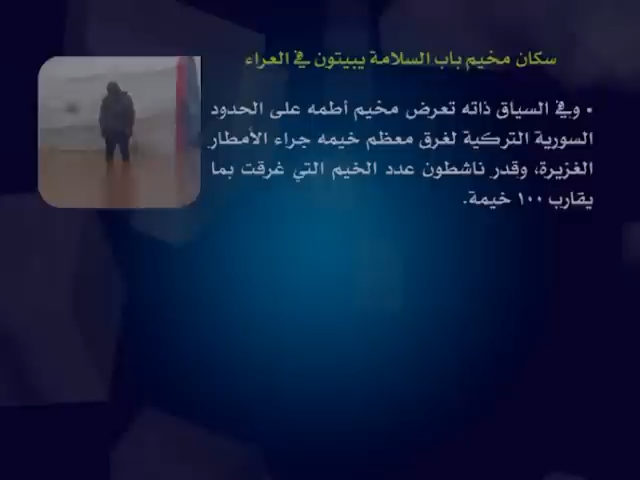 سكان مخيم باب السلامة يبيتون في العراء
• وفي السياق ذاته تعرض مخيم أطمه على الحدود
السورية التركية لغرق معظم خيمه جراء الأمطار
الغزيرة، وقدر ناشطون عدد الخيم التي غرقت بما
يقارب ١٠٠ خيمة.